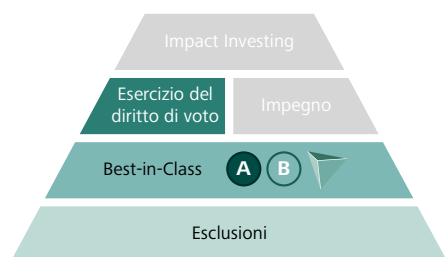 Impact Investing
Esercizio del
diritto di voto
Impegno
Best-in-Class A B
Esclusioni